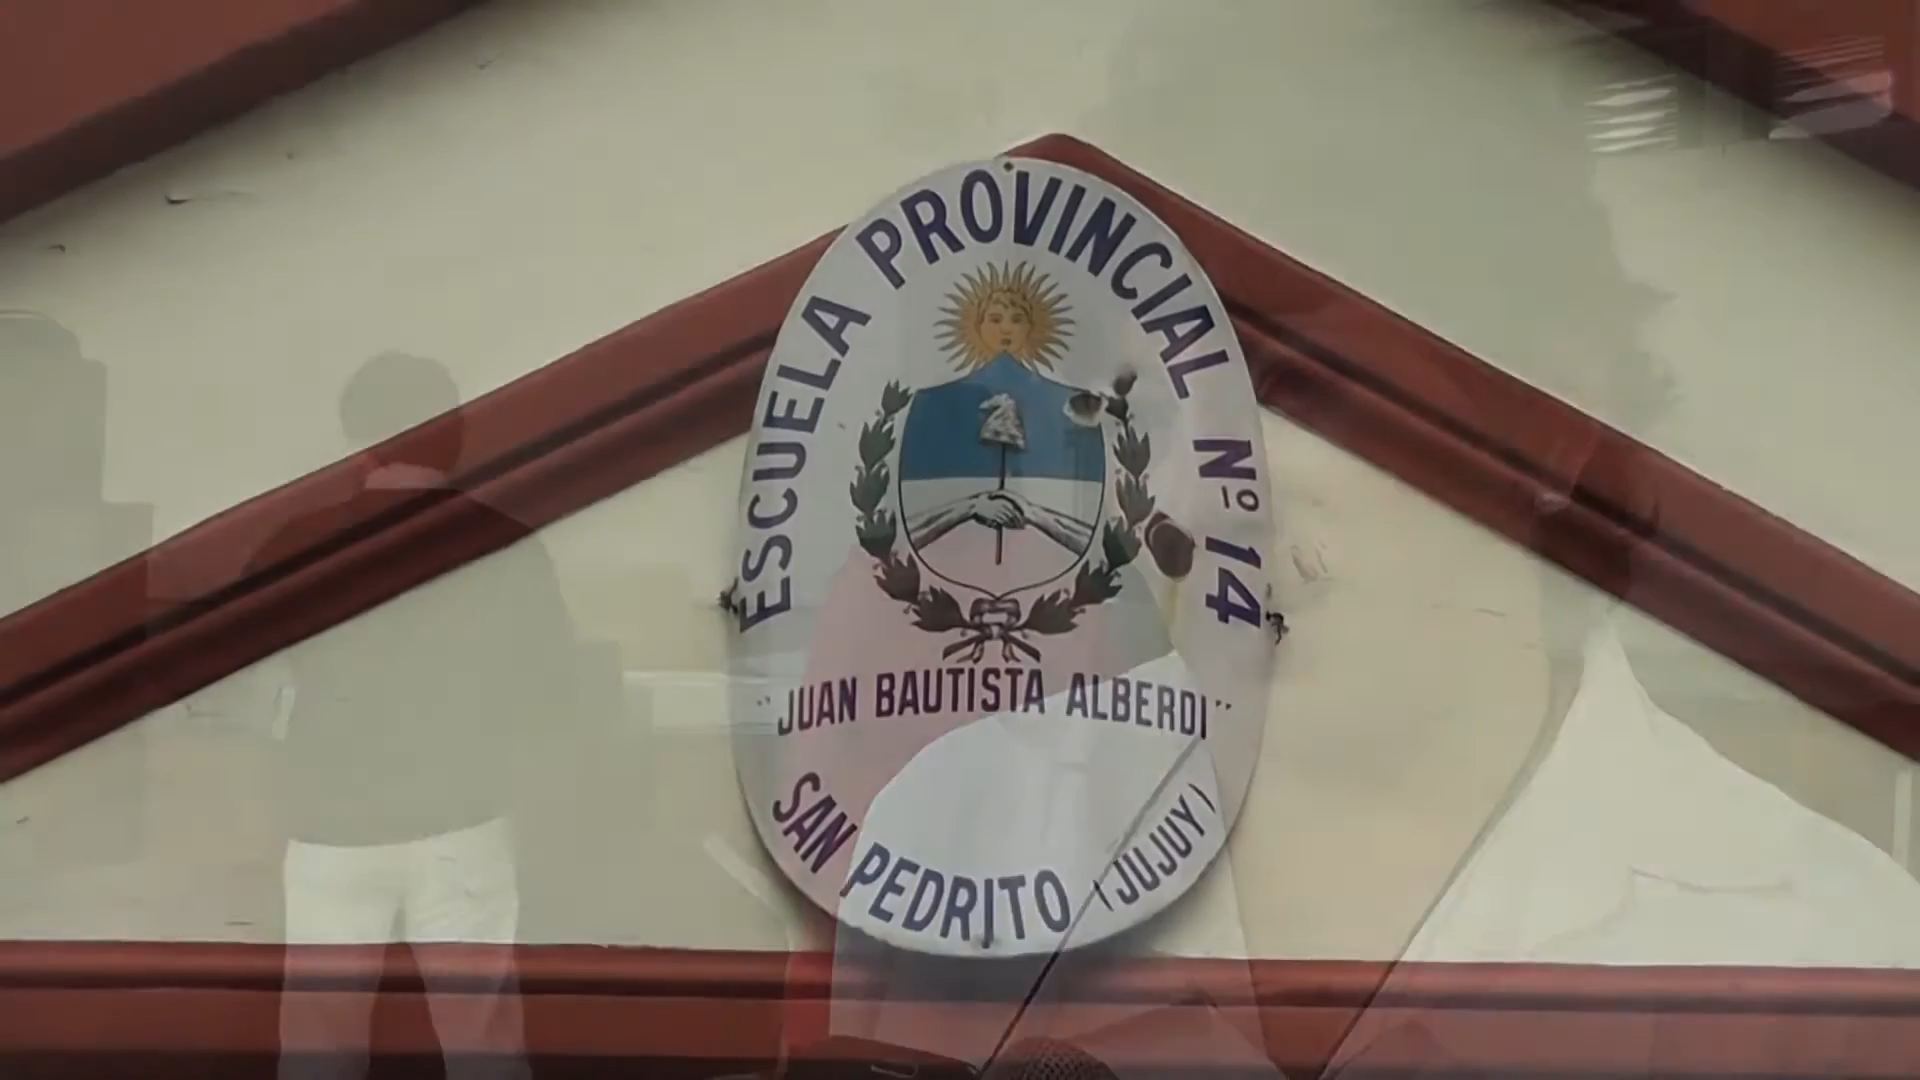 ESCUELA PROVINCIAL Nº 14
"JUAN BAUTISTA ALBERDI"
SAN PEDRITO (JUJUY)